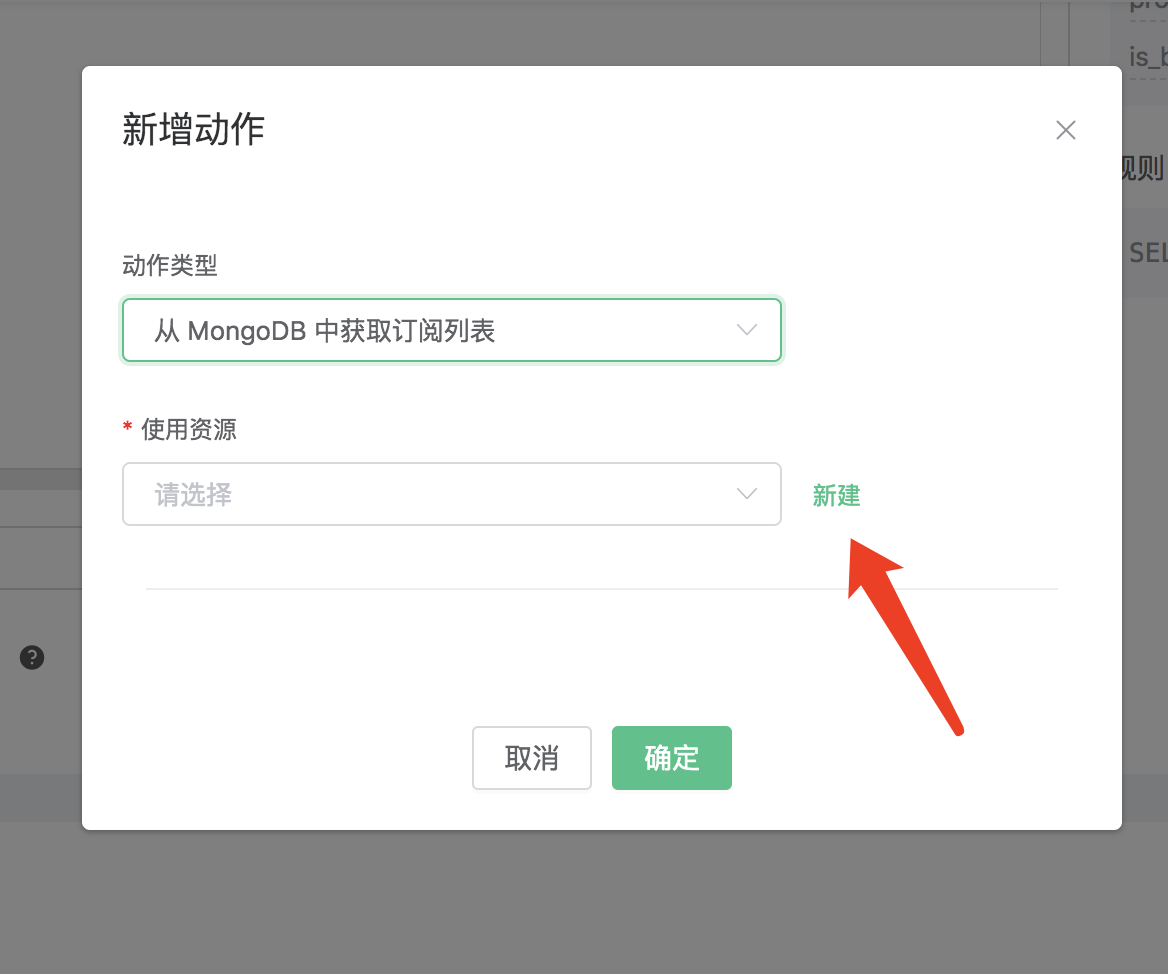 is_b
新增动作
规则
SEL
动作类型
从 MongoDB 中获取订阅列表
* 使用资源
请选择
新建
?
取消
确定